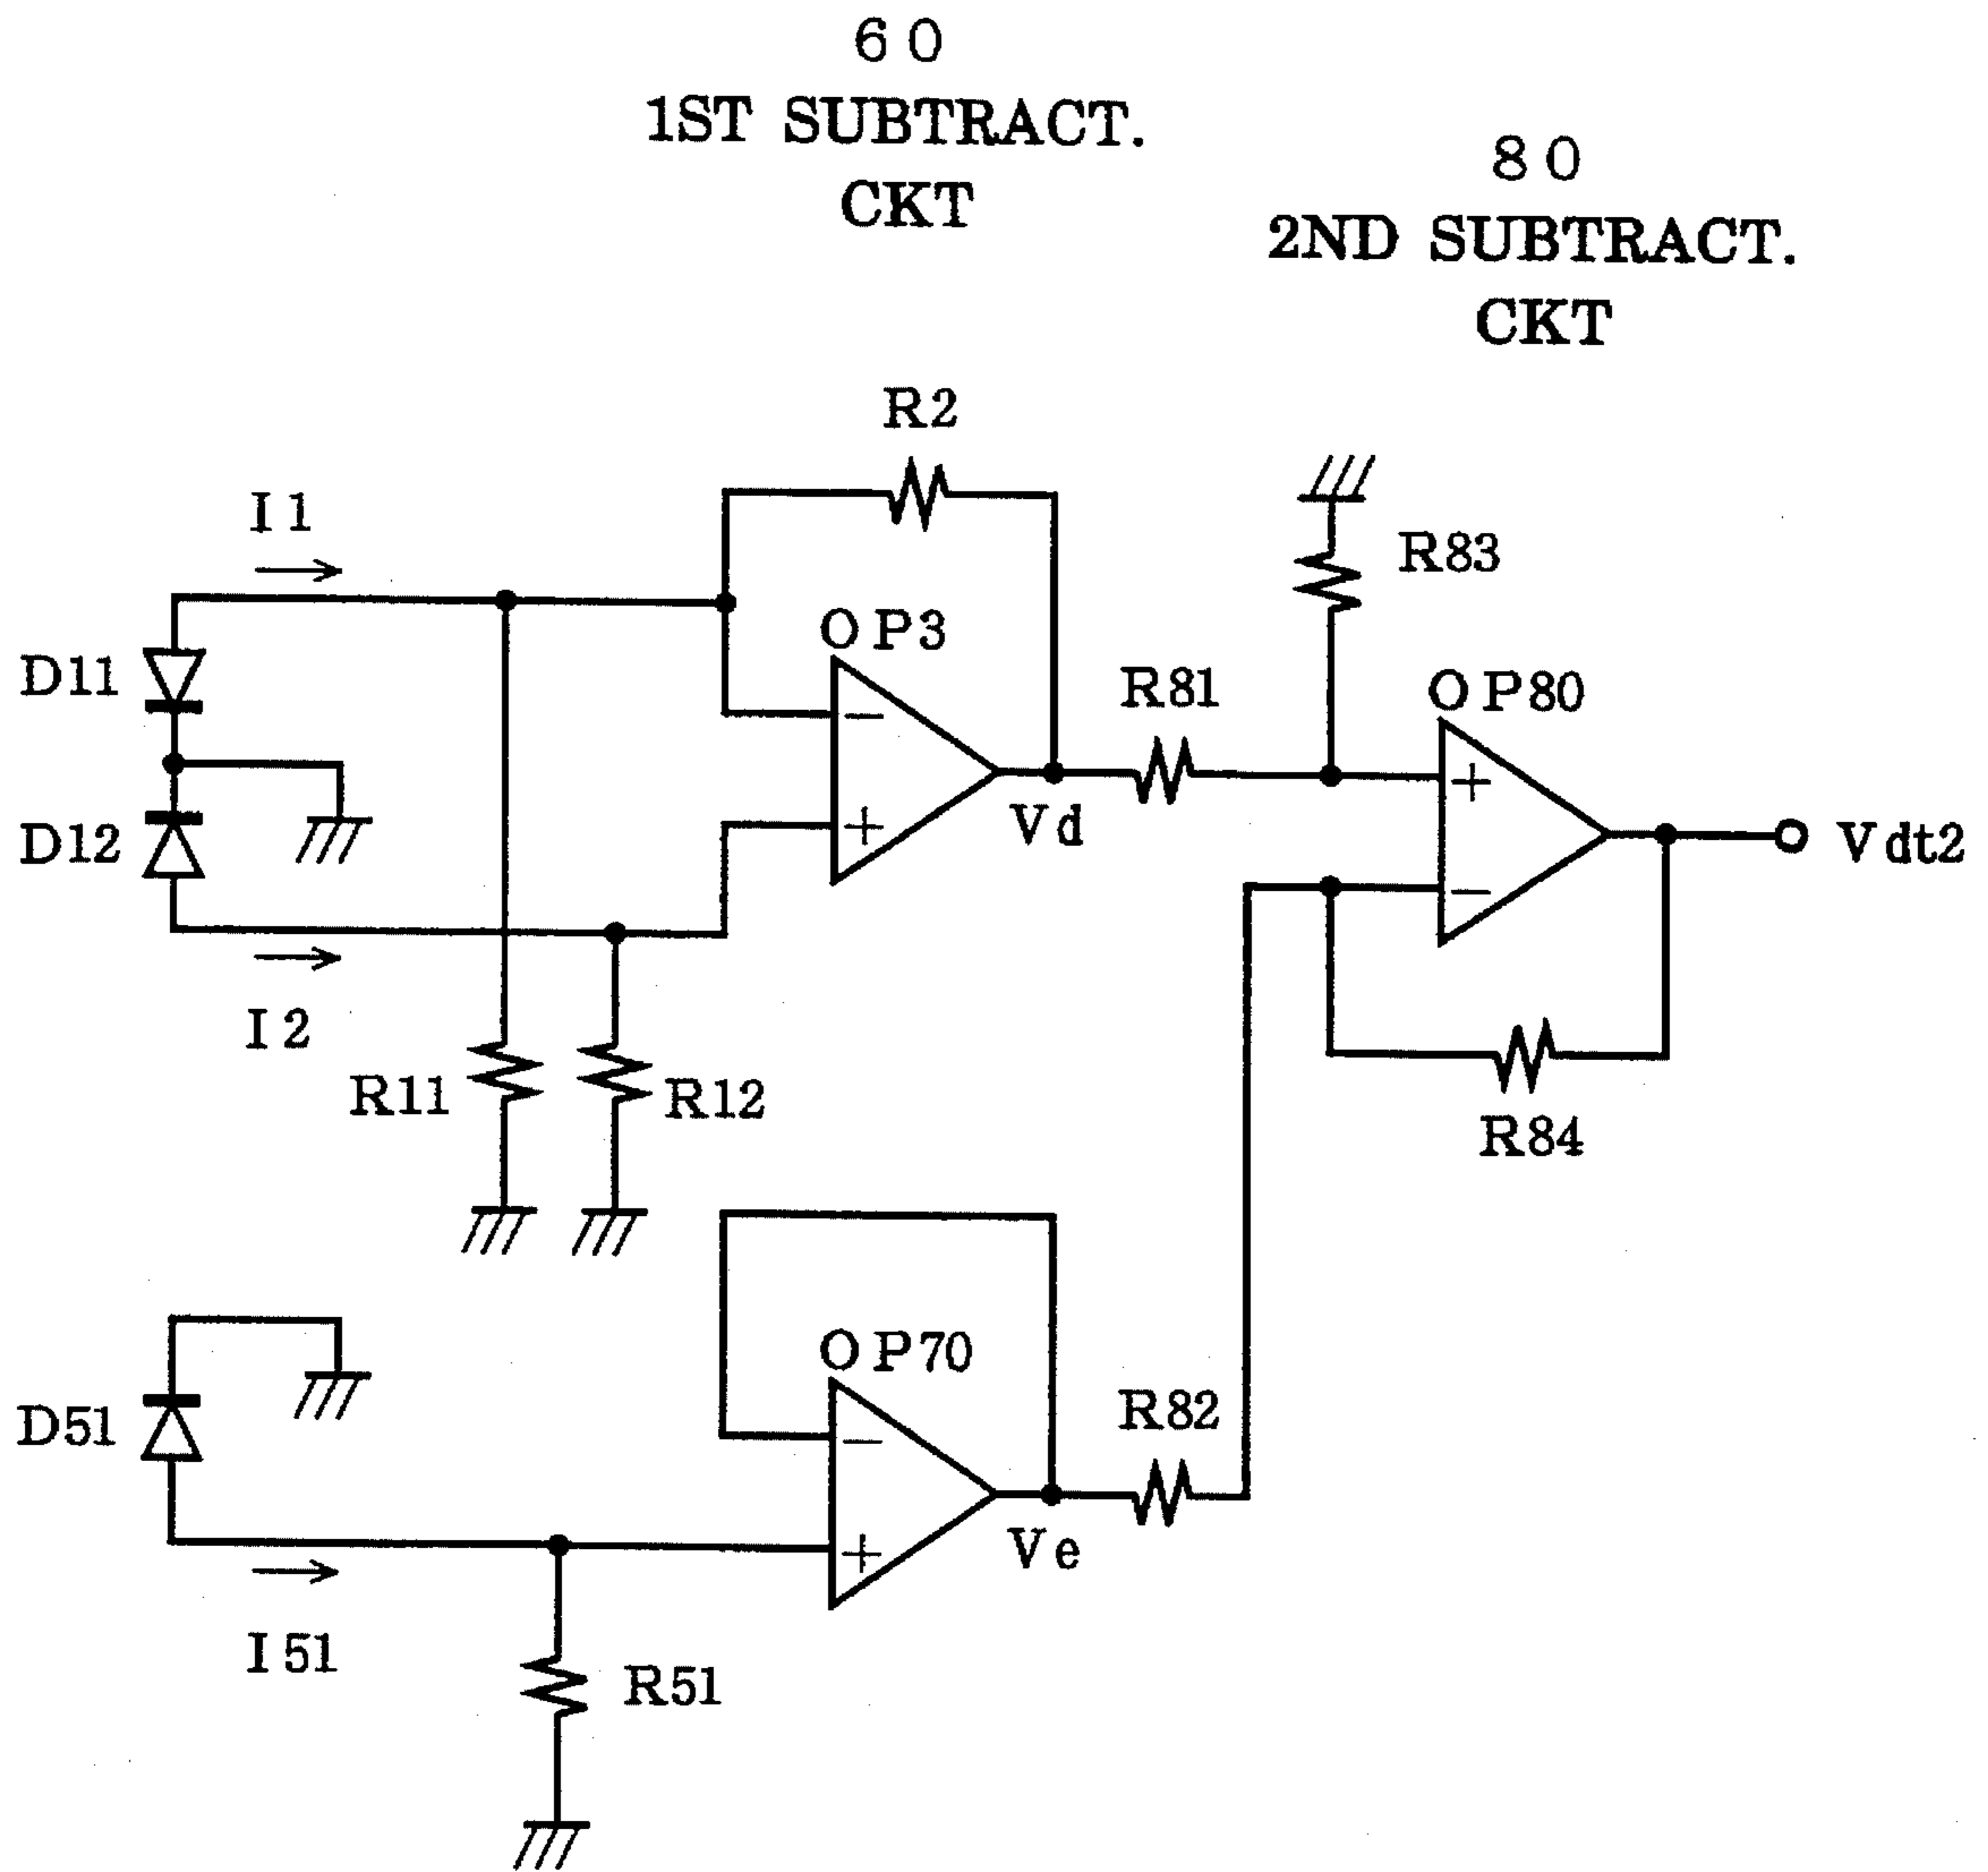 60
1ST SUBTRACT.
CKT
80
2ND SUBTRACT.
CKT
R2
I1
R83
OP3
D11
R81
OP80
Vd
D12
Vdt2
I2
R11
R12
R84
OP70
D51
R82
Ve
I51
R51